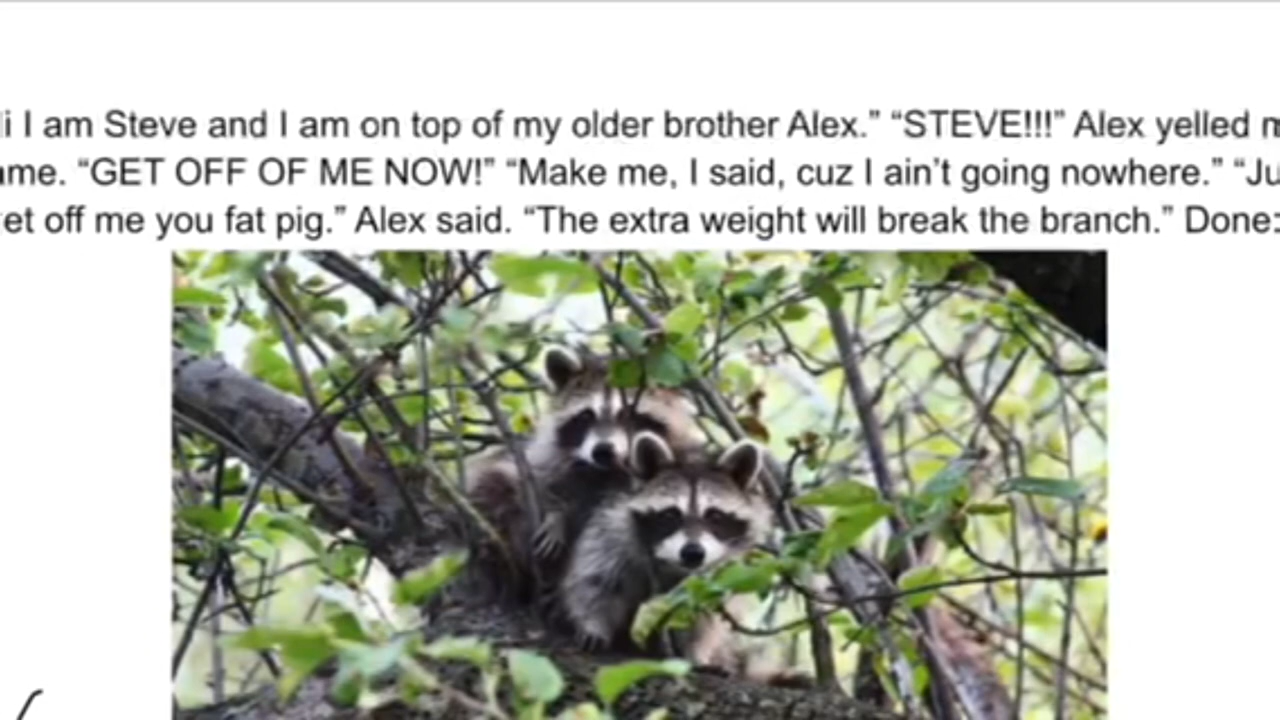 i I am Steve and I am on top of my older brother Alex.” “STEVE!!!” Alex yelled
ame. “GET OFF OF ME NOW!” “Make me, I said, cuz I ain’t going nowhere.” “Ju
et off me you fat pig.” Alex said. “The extra weight will break the branch.” Done: